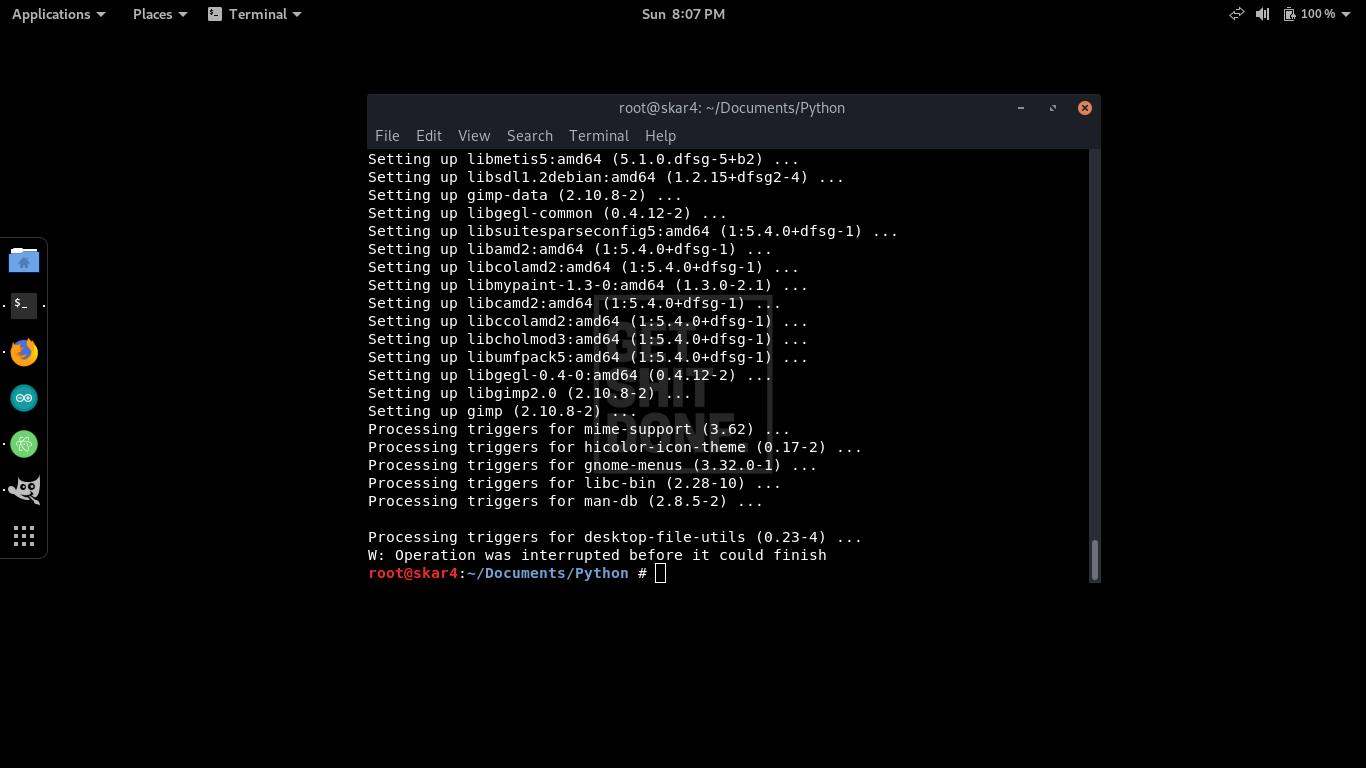 Applications Places Terminal Sun 8:07 PM 100 %
root@skar4: ~/Documents/Python
File Edit View Search Terminal Help
Setting up libmetis5:amd64 (5.1.0.dfsg-5+b2) ...
Setting up libsdl1.2debian:amd64 (1.2.15+dfsg2-4) ...
Setting up gimp-data (2.10.8-2) ...
Setting up libgegl-common (0.4.12-2) ...
Setting up libsuitesparseconfig5:amd64 (1:5.4.0+dfsg-1) ...
Setting up libamd2:amd64 (1:5.4.0+dfsg-1) ...
Setting up libcolamd2:amd64 (1:5.4.0+dfsg-1) ...
Setting up libmypaint-1.3-0:amd64 (1.3.0-2.1) ...
Setting up libcamd2:amd64 (1:5.4.0+dfsg-1) ...
Setting up libccolamd2:amd64 (1:5.4.0+dfsg-1) ...
Setting up libcholmod3:amd64 (1:5.4.0+dfsg-1) ...
Setting up libumfpack5:amd64 (1:5.4.0+dfsg-1) ...
Setting up libgegl-0.4-0:amd64 (0.4.12-2) ...
Setting up libgimp2.0 (2.10.8-2) ...
Setting up gimp (2.10.8-2) ...
Processing triggers for mime-support (3.62) ...
Processing triggers for hicolor-icon-theme (0.17-2) ...
Processing triggers for gnome-menus (3.32.0-1) ...
Processing triggers for libc-bin (2.28-10) ...
Processing triggers for man-db (2.8.5-2) ...
Processing triggers for desktop-file-utils (0.23-4) ...
W: Operation was interrupted before it could finish
root@skar4:~/Documents/Python #
GET
SHIT
DONE.
$_